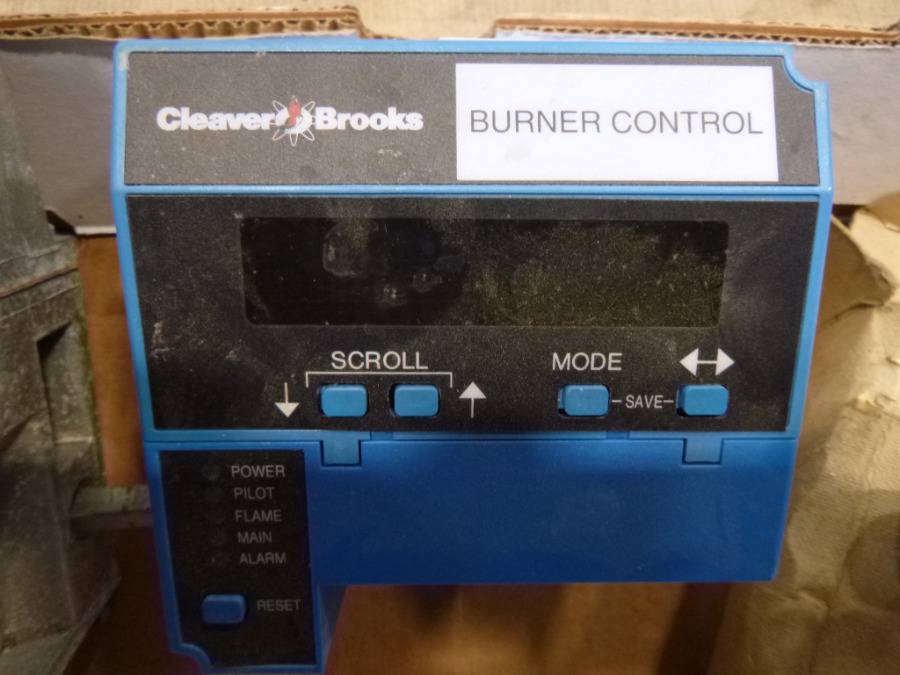 Cleaver Brooks
BURNER CONTROL
SCROLL
MODE
SAVE
POWER
PILOT
FLAME
MAIN
ALARM
RESET